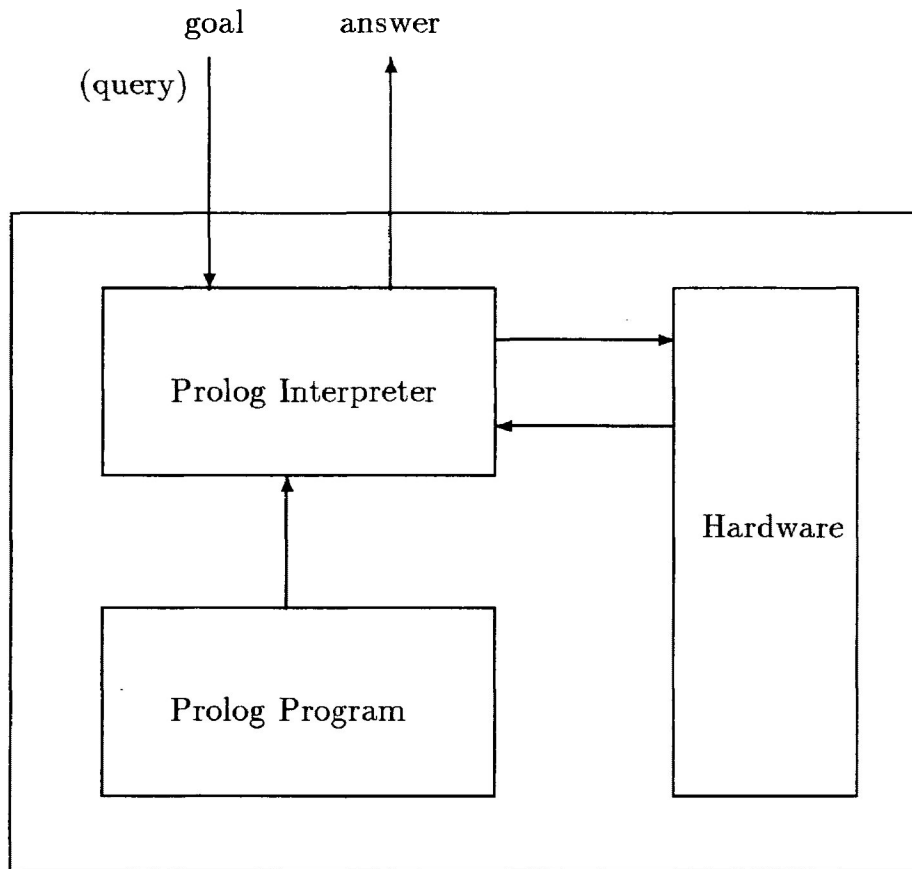 goal answer
(query)
Prolog Interpreter
Hardware
Prolog Program